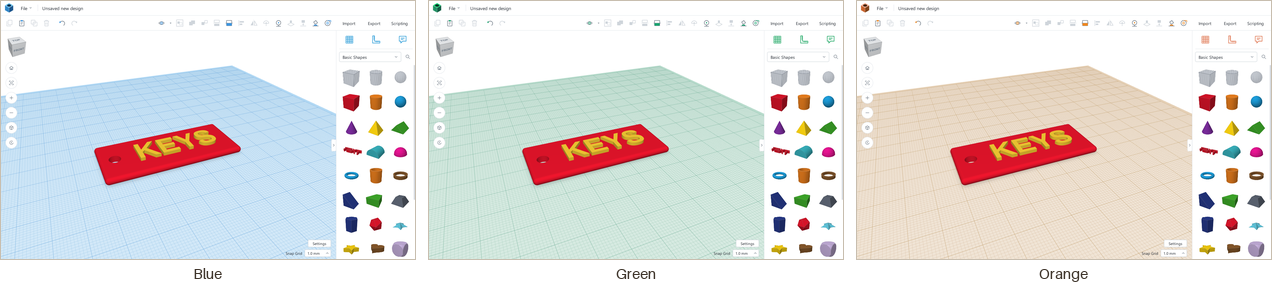 File Unsaved new design
Import Export Scripting
Basic Shapes
KEYS
Settings
Snap Grid 1.0 mm
Blue
File Unsaved new design
Import Export Scripting
Basic Shapes
KEYS
Settings
Snap Grid 1.0 mm
Green
File Unsaved new design
Import Export Scripting
Basic Shapes
KEYS
Settings
Snap Grid 1.0 mm
Orange